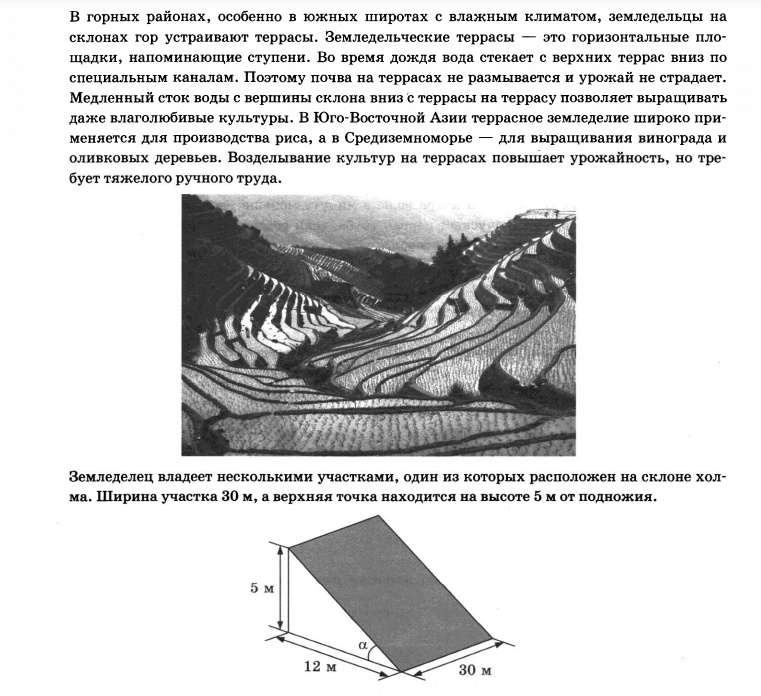 В горных районах, особенно в южных широтах с влажным климатом, земледельцы на
склонах гор устраивают террасы. Земледельческие террасы — это горизонтальные пло-
щадки, напоминающие ступени. Во время дождя вода стекает с верхних террас вниз по
специальным каналам. Поэтому почва на террасах не размывается и урожай не страдает.
Медленный сток воды с вершины склона вниз с террасы на террасу позволяет выращивать
даже влаголюбивые культуры. В Юго-Восточной Азии террасное земледелие широко при-
меняется для производства риса, а в Средиземноморье — для выращивания винограда и
оливковых деревьев. Возделывание культур на террасах повышает урожайность, но тре-
бует тяжелого ручного труда.
Земледелец владеет несколькими участками, один из которых расположен на склоне хол-
ма. Ширина участка 30 м, а верхняя точка находится на высоте 5 м от подножия.
5 м
α
12 м
30 м